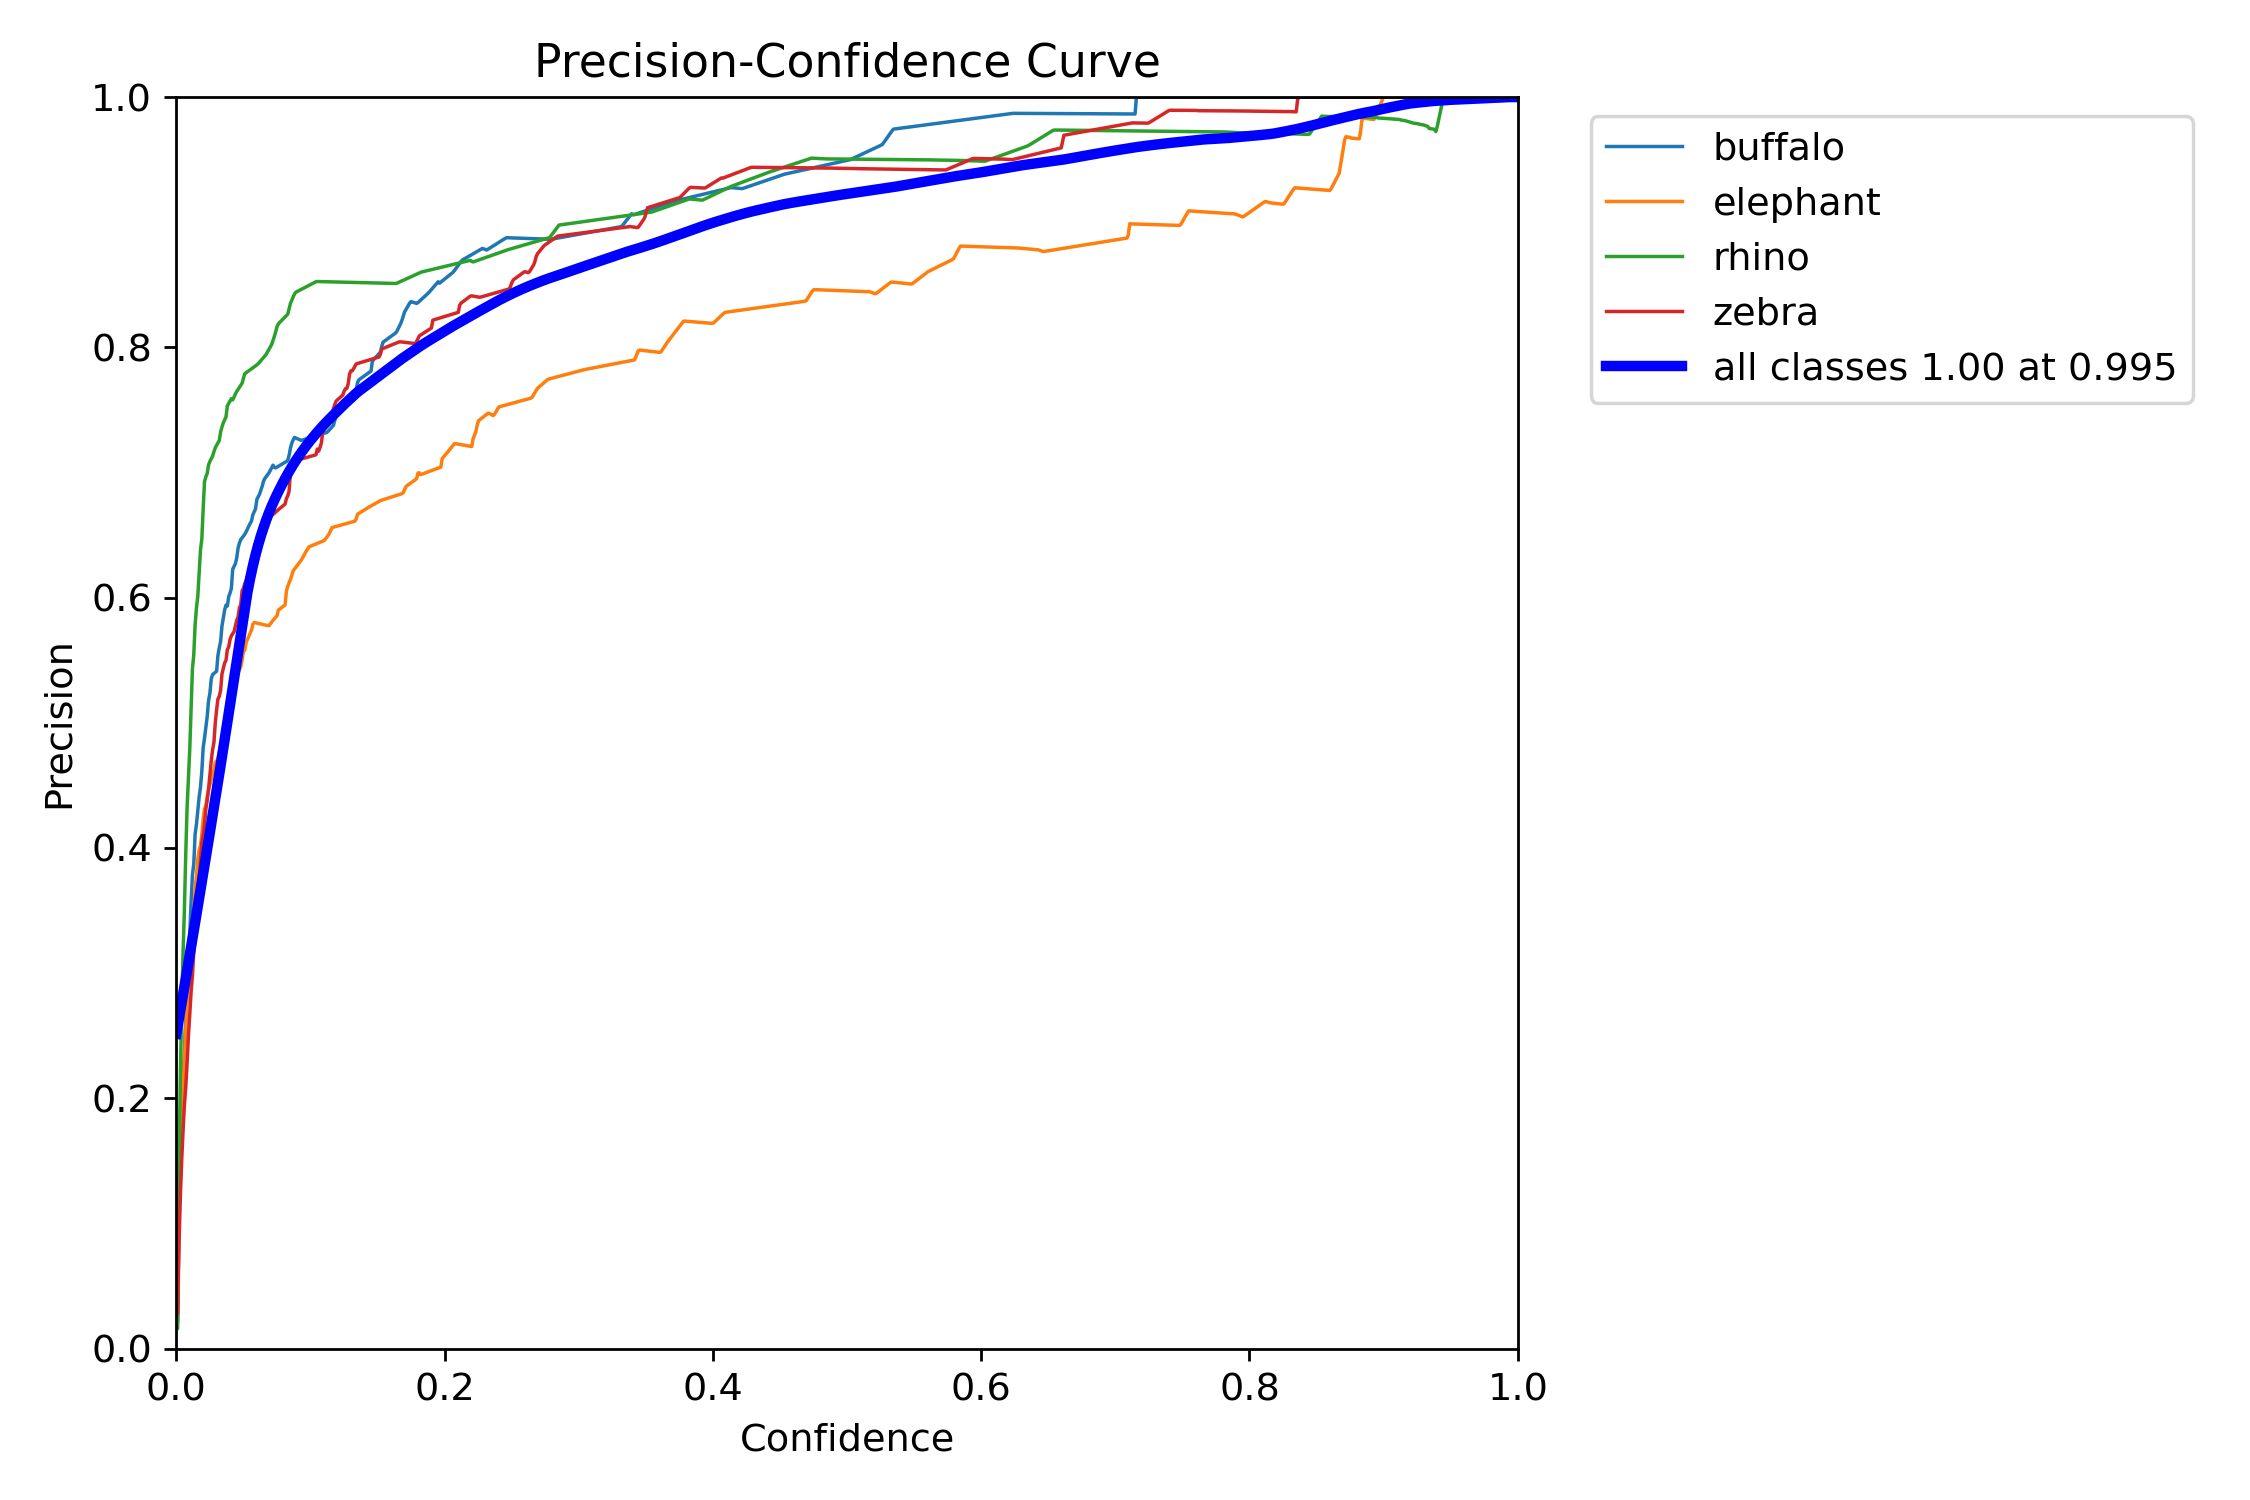 Precision-Confidence Curve
1.0
0.8
0.6
0.4
0.2
0.0
Precision
0.0 0.2 0.4 0.6 0.8 1.0
Confidence
buffalo
elephant
rhino
zebra
all classes 1.00 at 0.995